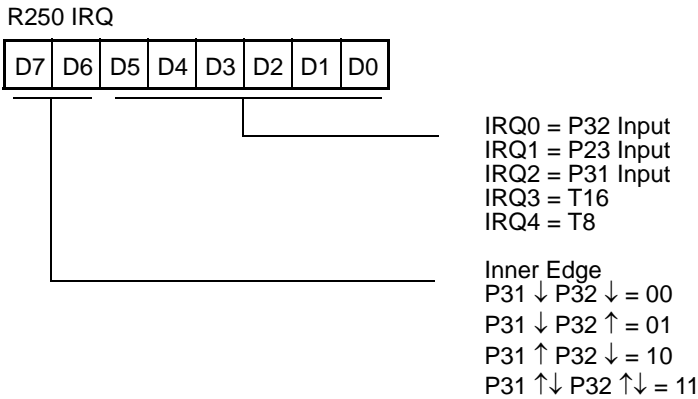 R250 IRQ
D7 D6 D5 D4 D3 D2 D1 D0
IRQ0 = P32 Input
IRQ1 = P23 Input
IRQ2 = P31 Input
IRQ3 = T16
IRQ4 = T8
Inner Edge
P31 ↓ P32 ↓ = 00
P31 ↓ P32 ↑ = 01
P31 ↑ P32 ↓ = 10
P31 ↑↓ P32 ↑↓ = 11